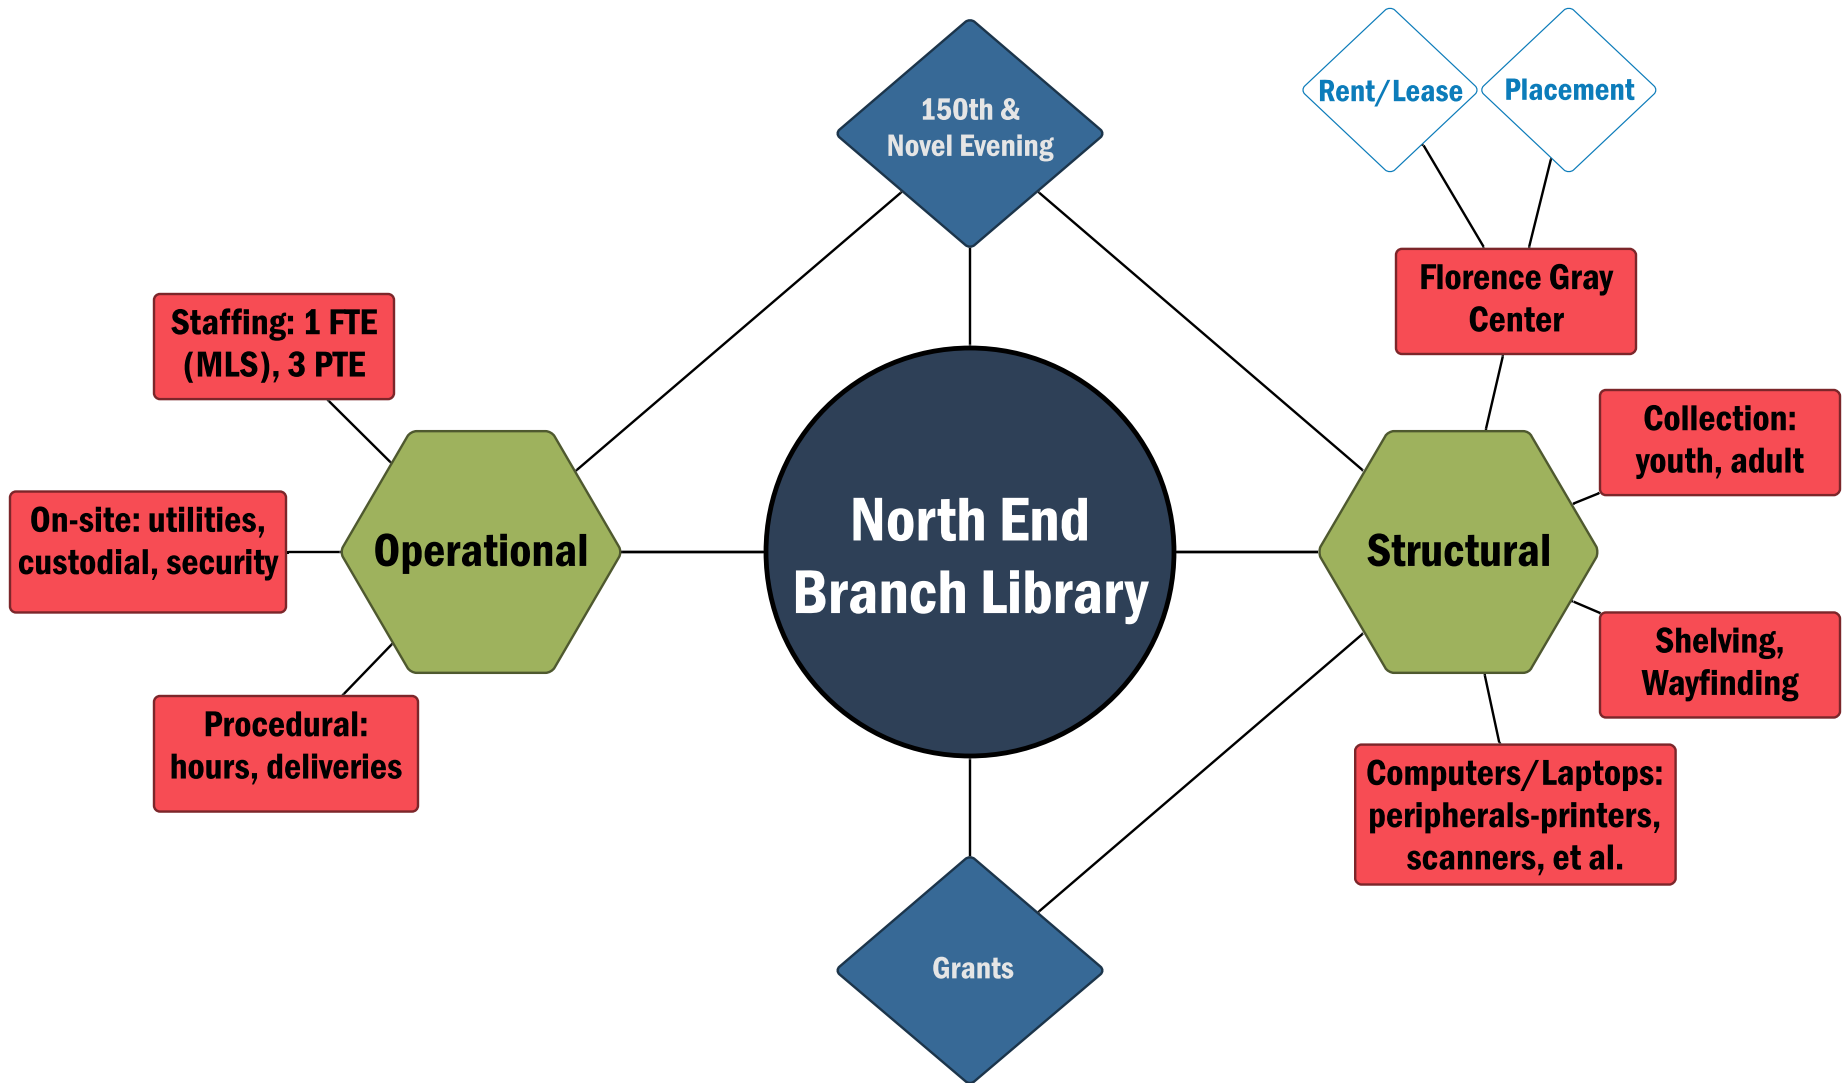 150th &
Novel Evening
Rent/Lease
Placement
Florence Gray
Center
Staffing: 1 FTE
(MLS), 3 PTE
Collection:
youth, adult
On-site: utilities,
custodial, security
Operational
North End
Branch Library
Structural
Shelving,
Wayfinding
Procedural:
hours, deliveries
Computers/Laptops:
peripherals-printers,
scanners, et al.
Grants